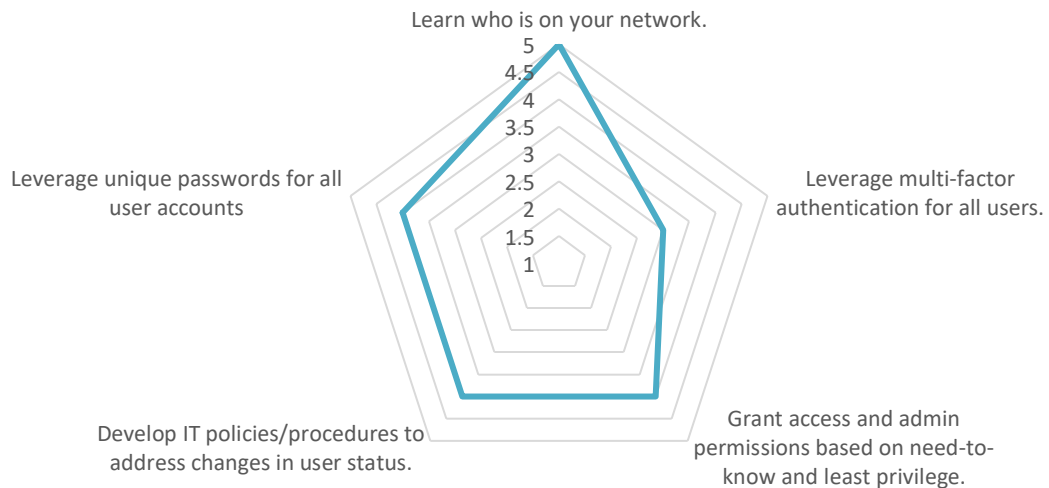 Learn who is on your network.
5
4.5
4
3.5
3
2.5
2
1.5
1
Leverage multi-factor
authentication for all users.
Grant access and admin
permissions based on need-to-
know and least privilege.
Develop IT policies/procedures to
address changes in user status.
Leverage unique passwords for all
user accounts